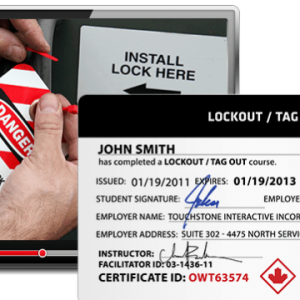 INSTALL
LOCK HERE
DANGER
LOCKOUT / TAG
JOHN SMITH
has completed a LOCKOUT / TAG OUT course.
ISSUED: 01/19/2011 EXPIRES: 01/19/2013
STUDENT SIGNATURE: EMPLOYE
EMPLOYER NAME: TOUCHSTONE INTERACTIVE INCOR
EMPLOYER ADDRESS: SUITE 302 - 4475 NORTH SERVIC
INSTRUCTOR:
FACILITATOR ID: 03-1436-11
CERTIFICATE ID: OWT63574